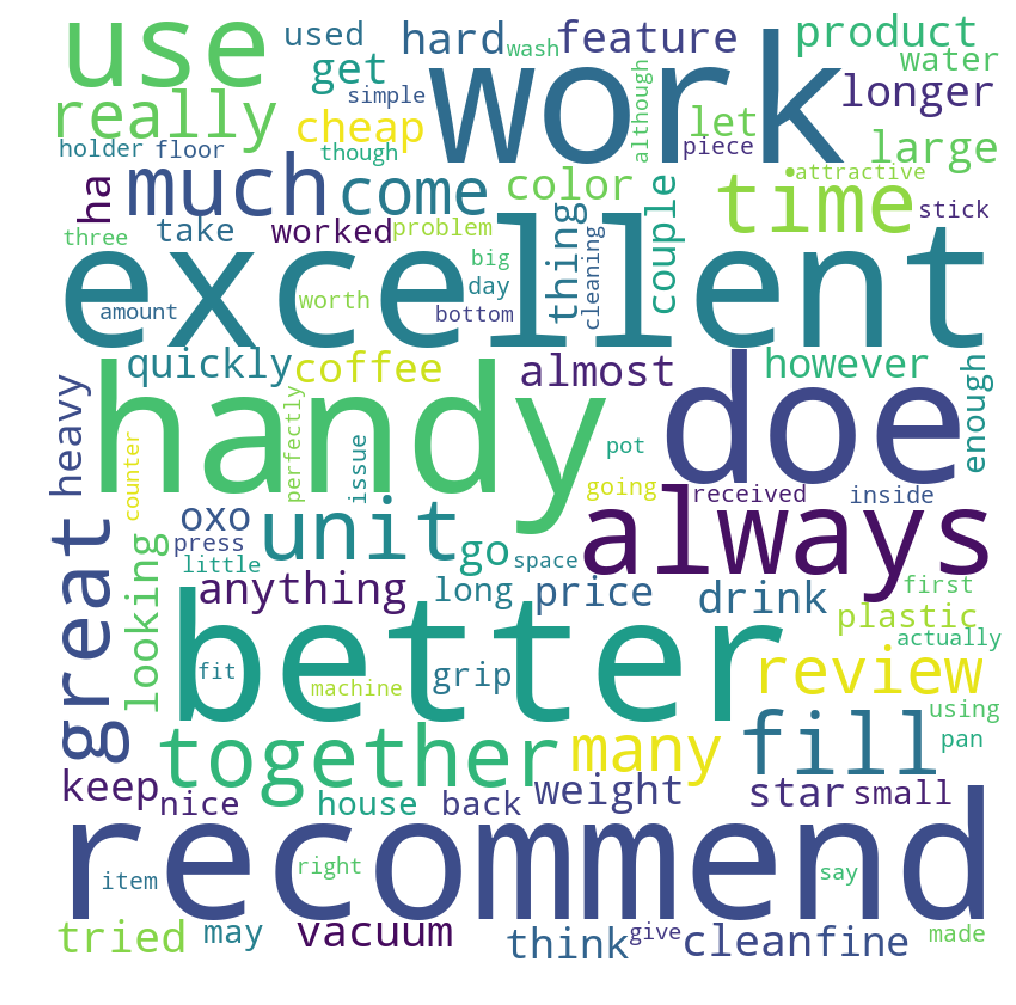 use
used
hard
wash
feature
work
product
water
get
simple
cheap
really
although
let
piece
longer
large
holder
floor
though
ha
much
come
color
time
attractive
stick
three
take
worked
problem
big
day
thing
cleaning
couple
excellent
amount
worth
bottom
quickly
coffee
almost
however
enough
heavy
counter
handy
perfectly
issue
pot
doe
going
received
inside
always
great
looking
oxo
press
little
unit
go
space
anything
long
price
drink
first
plastic
actually
better
fit
machine
grip
review
using
pan
together
many
fill
keep
nice
house
back
weight
star
small
recommend
item
right
say
tried
may
vacuum
think
give
clean
fine
made